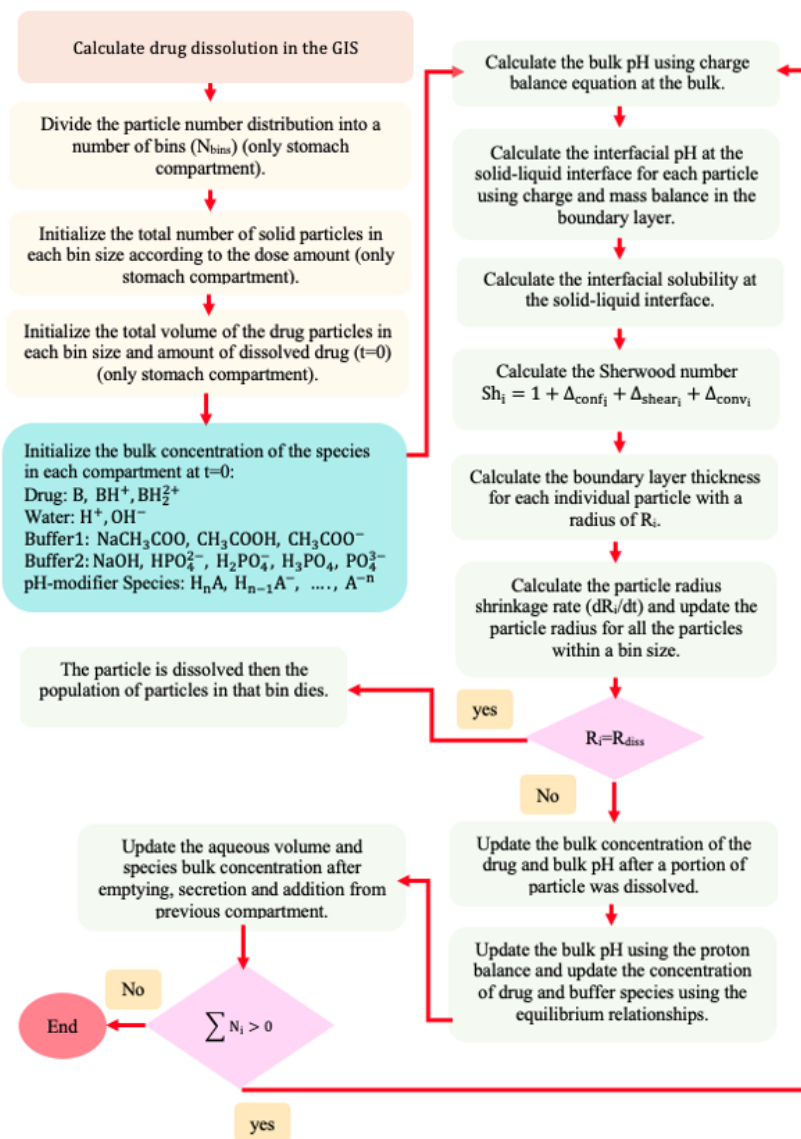 Calculate drug dissolution in the GIS
Divide the particle number distribution into a
number of bins (N_bins) (only stomach
compartment).
Initialize the total number of solid particles in
each bin size according to the dose amount (only
stomach compartment).
Initialize the total volume of the drug particles in
each bin size and amount of dissolved drug (t=0)
(only stomach compartment).
Initialize the bulk concentration of the species
in each compartment at t=0:
Drug: B, BH⁺, BH₂²⁺
Water: H⁺, OH⁻
Buffer1: NaCH₃COO, CH₃COOH, CH₃COO⁻
Buffer2: NaOH, HPO₄²⁻, H₂PO₄⁻, H₃PO₄, PO₄³⁻
pH-modifier Species: HₙA, Hₙ₋₁A⁻, …., A⁻ⁿ
Calculate the bulk pH using charge
balance equation at the bulk.
Calculate the interfacial pH at the
solid-liquid interface for each particle
using charge and mass balance in the
boundary layer.
Calculate the interfacial solubility at
the solid-liquid interface.
Calculate the Sherwood number
Shᵢ = 1 + Δ_confᵢ + Δ_shearᵢ + Δ_convᵢ
Calculate the boundary layer thickness
for each individual particle with a
radius of Rᵢ.
Calculate the particle radius
shrinkage rate (dRᵢ/dt) and update the
particle radius for all the particles
within a bin size.
Rᵢ=R_diss
yes
The particle is dissolved then the
population of particles in that bin dies.
No
Update the bulk concentration of the
drug and bulk pH after a portion of
particle was dissolved.
Update the bulk pH using the proton
balance and update the concentration
of drug and buffer species using the
equilibrium relationships.
Update the aqueous volume and
species bulk concentration after
emptying, secretion and addition from
previous compartment.
∑ Nᵢ > 0
No
End
yes